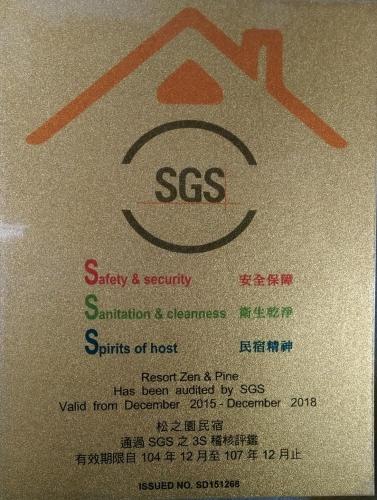 SGS
Safety & security 安全保障
Sanitation & cleanness 衛生乾淨
Spirits of host 民宿精神
Resort Zen & Pine
Has been audited by SGS
Valid from December 2015 - December 2018
松之園民宿
通過 SGS 之 3S 稽核評鑑
有效期限自 104 年 12 月至 107 年 12 月止
ISSUED NO. SD151268